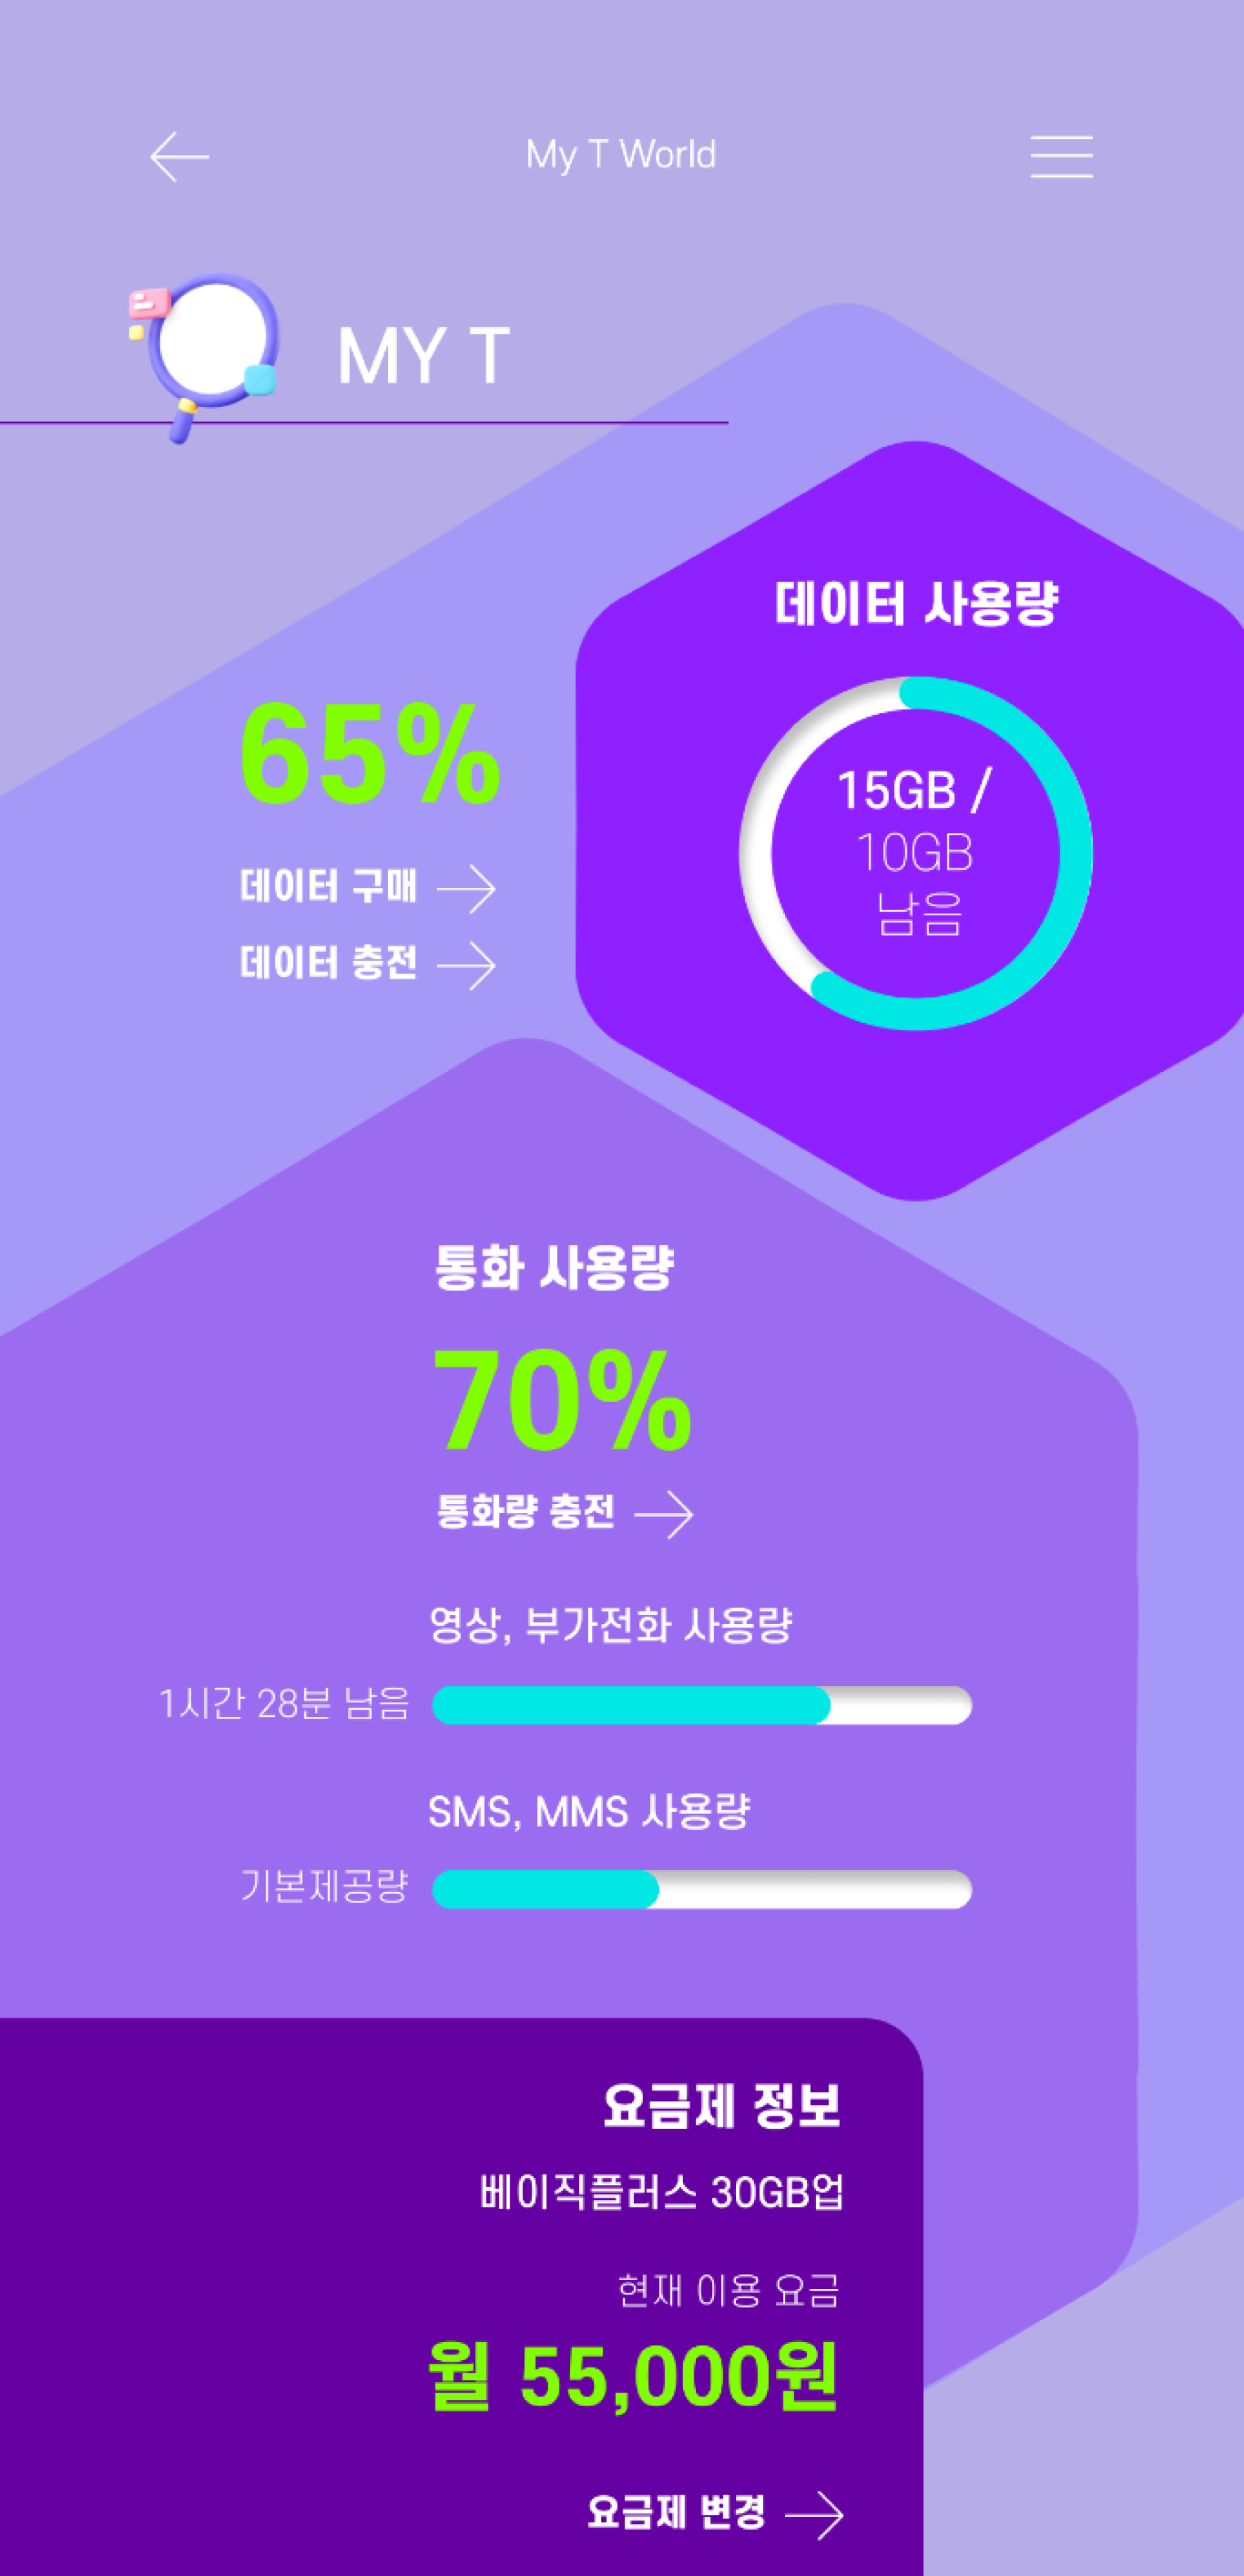 My T World
MY T
데이터 사용량
65%
15GB /
10GB
남음
데이터 구매
데이터 충전
통화 사용량
70%
통화량 충전
영상, 부가전화 사용량
1시간 28분 남음
SMS, MMS 사용량
기본제공량
요금제 정보
베이직플러스 30GB업
현재 이용 요금
월 55,000원
요금제 변경